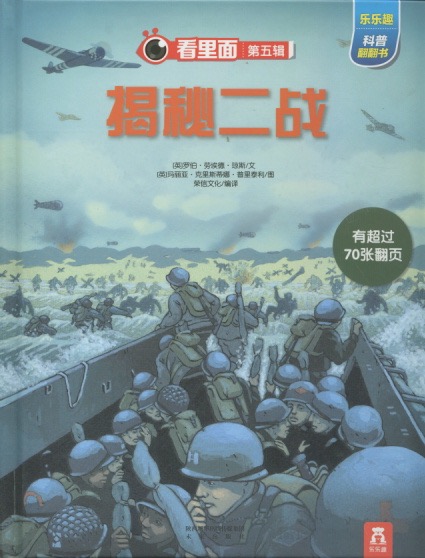 乐乐趣
科普
翻翻书
看里面 第五辑
揭秘二战
(英)罗伯·劳埃德·琼斯/文
(英)玛丽亚·克里斯蒂娜·普里泰利/图
荣信文化/编译
有超过
70张翻页
乐乐趣